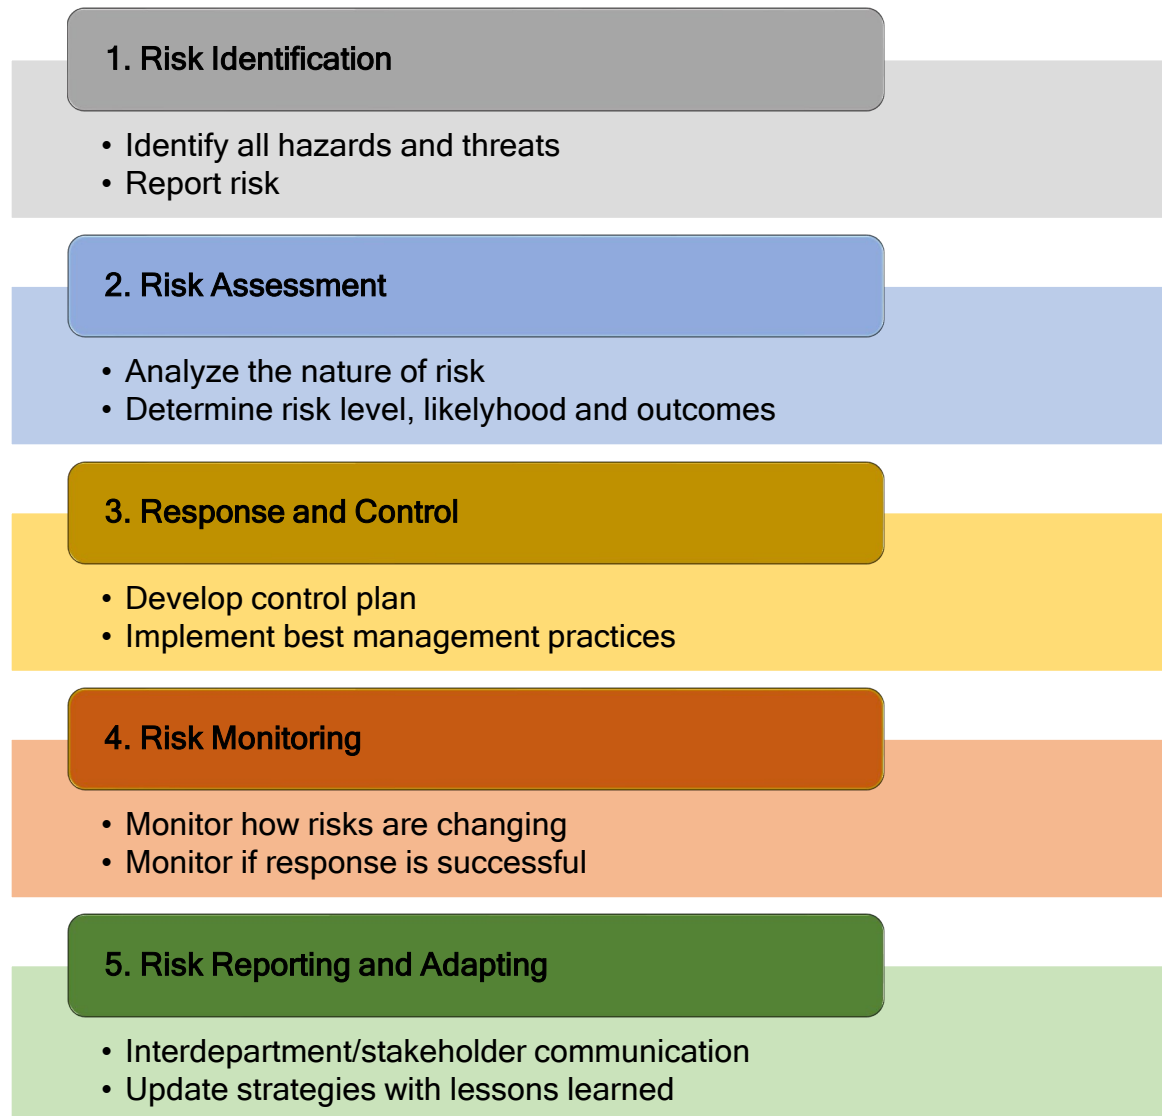 1. Risk Identification
• Identify all hazards and threats
• Report risk
2. Risk Assessment
• Analyze the nature of risk
• Determine risk level, likelyhood and outcomes
3. Response and Control
• Develop control plan
• Implement best management practices
4. Risk Monitoring
• Monitor how risks are changing
• Monitor if response is successful
5. Risk Reporting and Adapting
• Interdepartment/stakeholder communication
• Update strategies with lessons learned